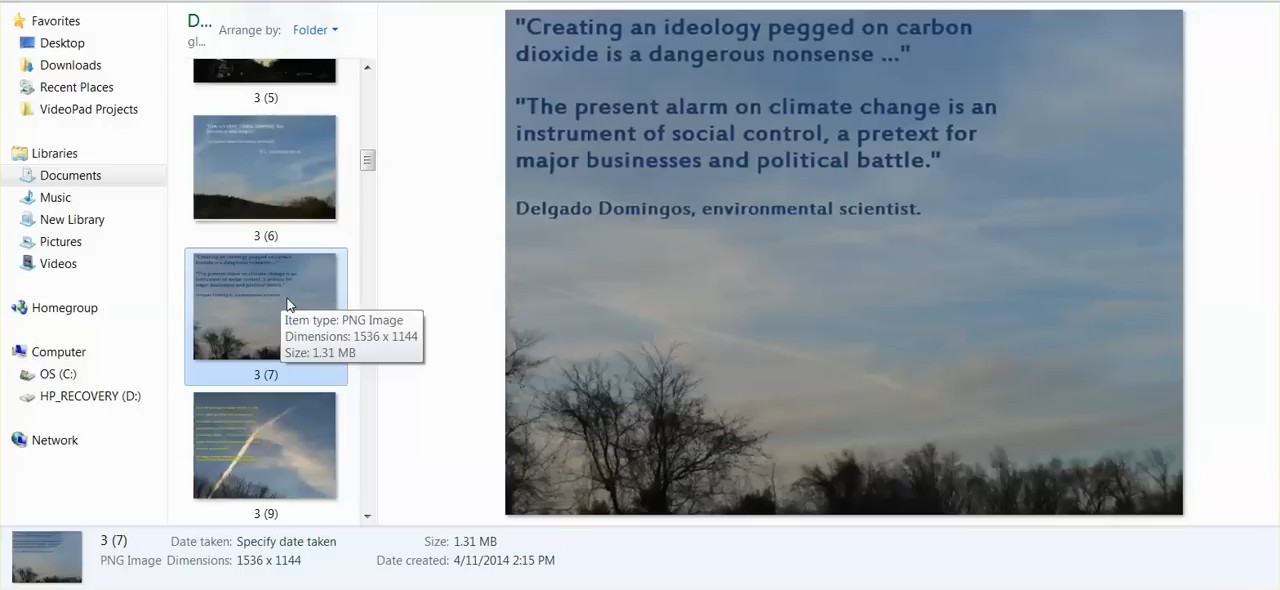 Favorites
Desktop
Downloads
Recent Places
VideoPad Projects
Libraries
Documents
Music
New Library
Pictures
Videos
Homegroup
Computer
OS (C:)
HP_RECOVERY (D:)
Network
D...
gl...
Arrange by: Folder
3 (5)
3 (6)
3 (7)
3 (9)
Item type: PNG Image
Dimensions: 1536 x 1144
Size: 1.31 MB
"Creating an ideology pegged on carbon
dioxide is a dangerous nonsense ..."
"The present alarm on climate change is an
instrument of social control, a pretext for
major businesses and political battle."
Delgado Domingos, environmental scientist.
3 (7)
Date taken: Specify date taken
Size: 1.31 MB
PNG Image
Dimensions: 1536 x 1144
Date created: 4/11/2014 2:15 PM